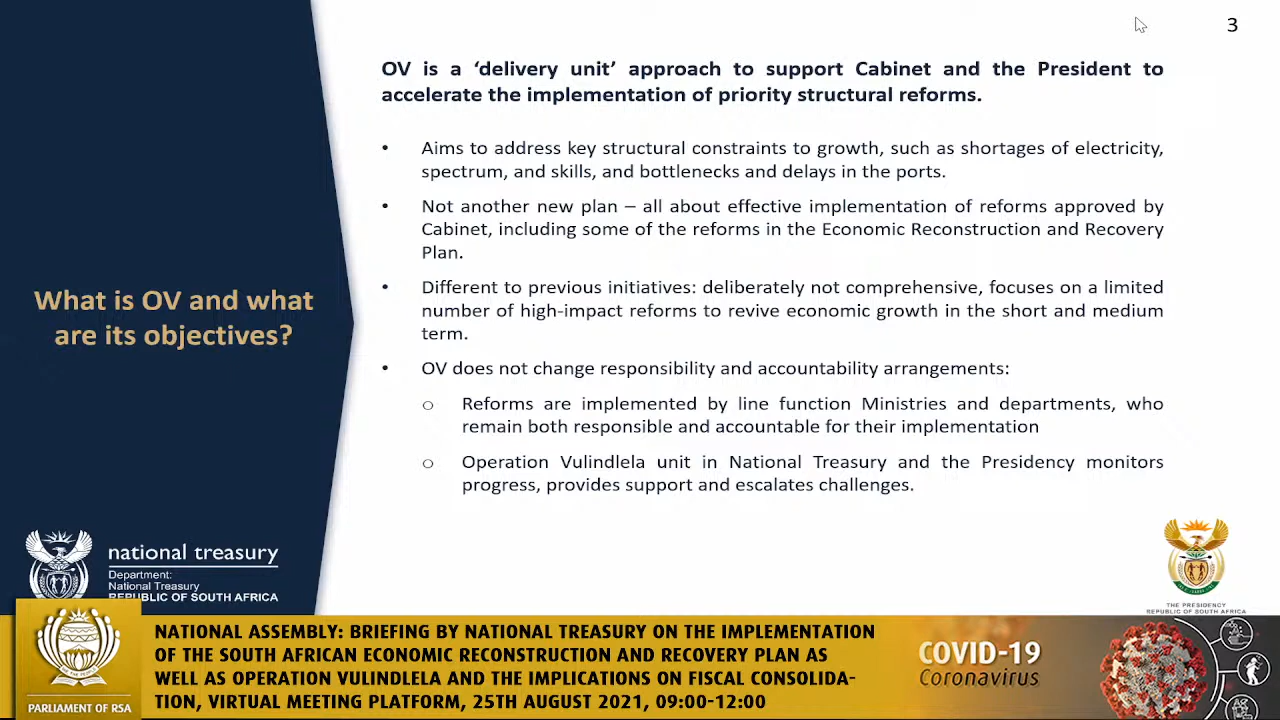 3
OV is a ‘delivery unit’ approach to support Cabinet and the President to
accelerate the implementation of priority structural reforms.
• Aims to address key structural constraints to growth, such as shortages of electricity,
spectrum, and skills, and bottlenecks and delays in the ports.
• Not another new plan – all about effective implementation of reforms approved by
Cabinet, including some of the reforms in the Economic Reconstruction and Recovery
Plan.
• Different to previous initiatives: deliberately not comprehensive, focuses on a limited
number of high-impact reforms to revive economic growth in the short and medium
term.
• OV does not change responsibility and accountability arrangements:
o Reforms are implemented by line function Ministries and departments, who
remain both responsible and accountable for their implementation
o Operation Vulindlela unit in National Treasury and the Presidency monitors
progress, provides support and escalates challenges.
What is OV and what
are its objectives?
national treasury
Department:
National Treasury
REPUBLIC OF SOUTH AFRICA
THE PRESIDENCY
REPUBLIC OF SOUTH AFRICA
PARLIAMENT OF RSA
NATIONAL ASSEMBLY: BRIEFING BY NATIONAL TREASURY ON THE IMPLEMENTATION
OF THE SOUTH AFRICAN ECONOMIC RECONSTRUCTION AND RECOVERY PLAN AS
WELL AS OPERATION VULINDLELA AND THE IMPLICATIONS ON FISCAL CONSOLIDA-
TION, VIRTUAL MEETING PLATFORM, 25TH AUGUST 2021, 09:00-12:00
COVID-19
Coronavirus